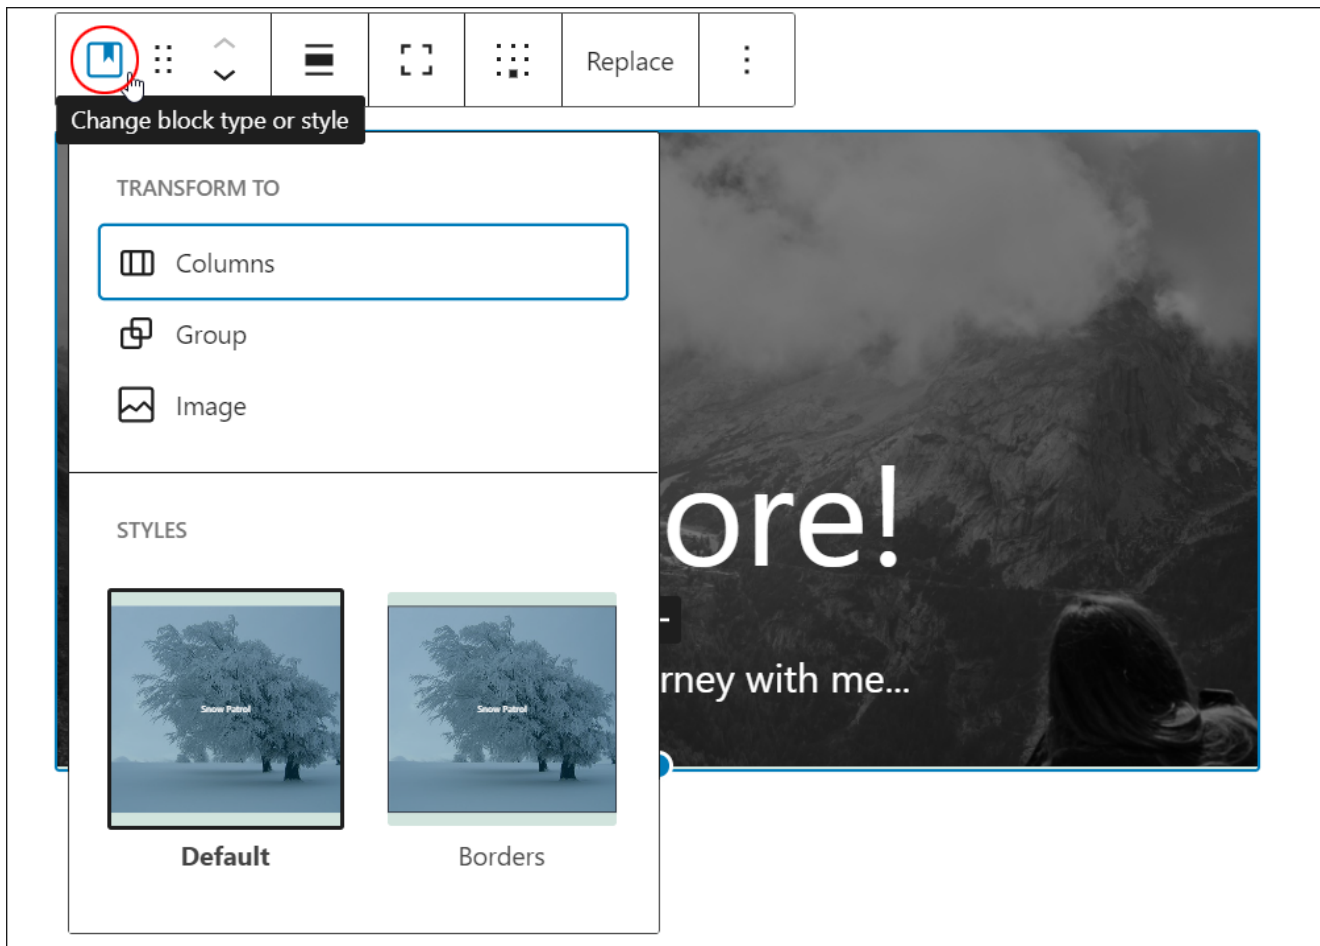 Replace
Change block type or style
TRANSFORM TO
Columns
Group
Image
ore!
STYLES
-
rney with me...
Snow Patrol
Snow Patrol
Default
Borders